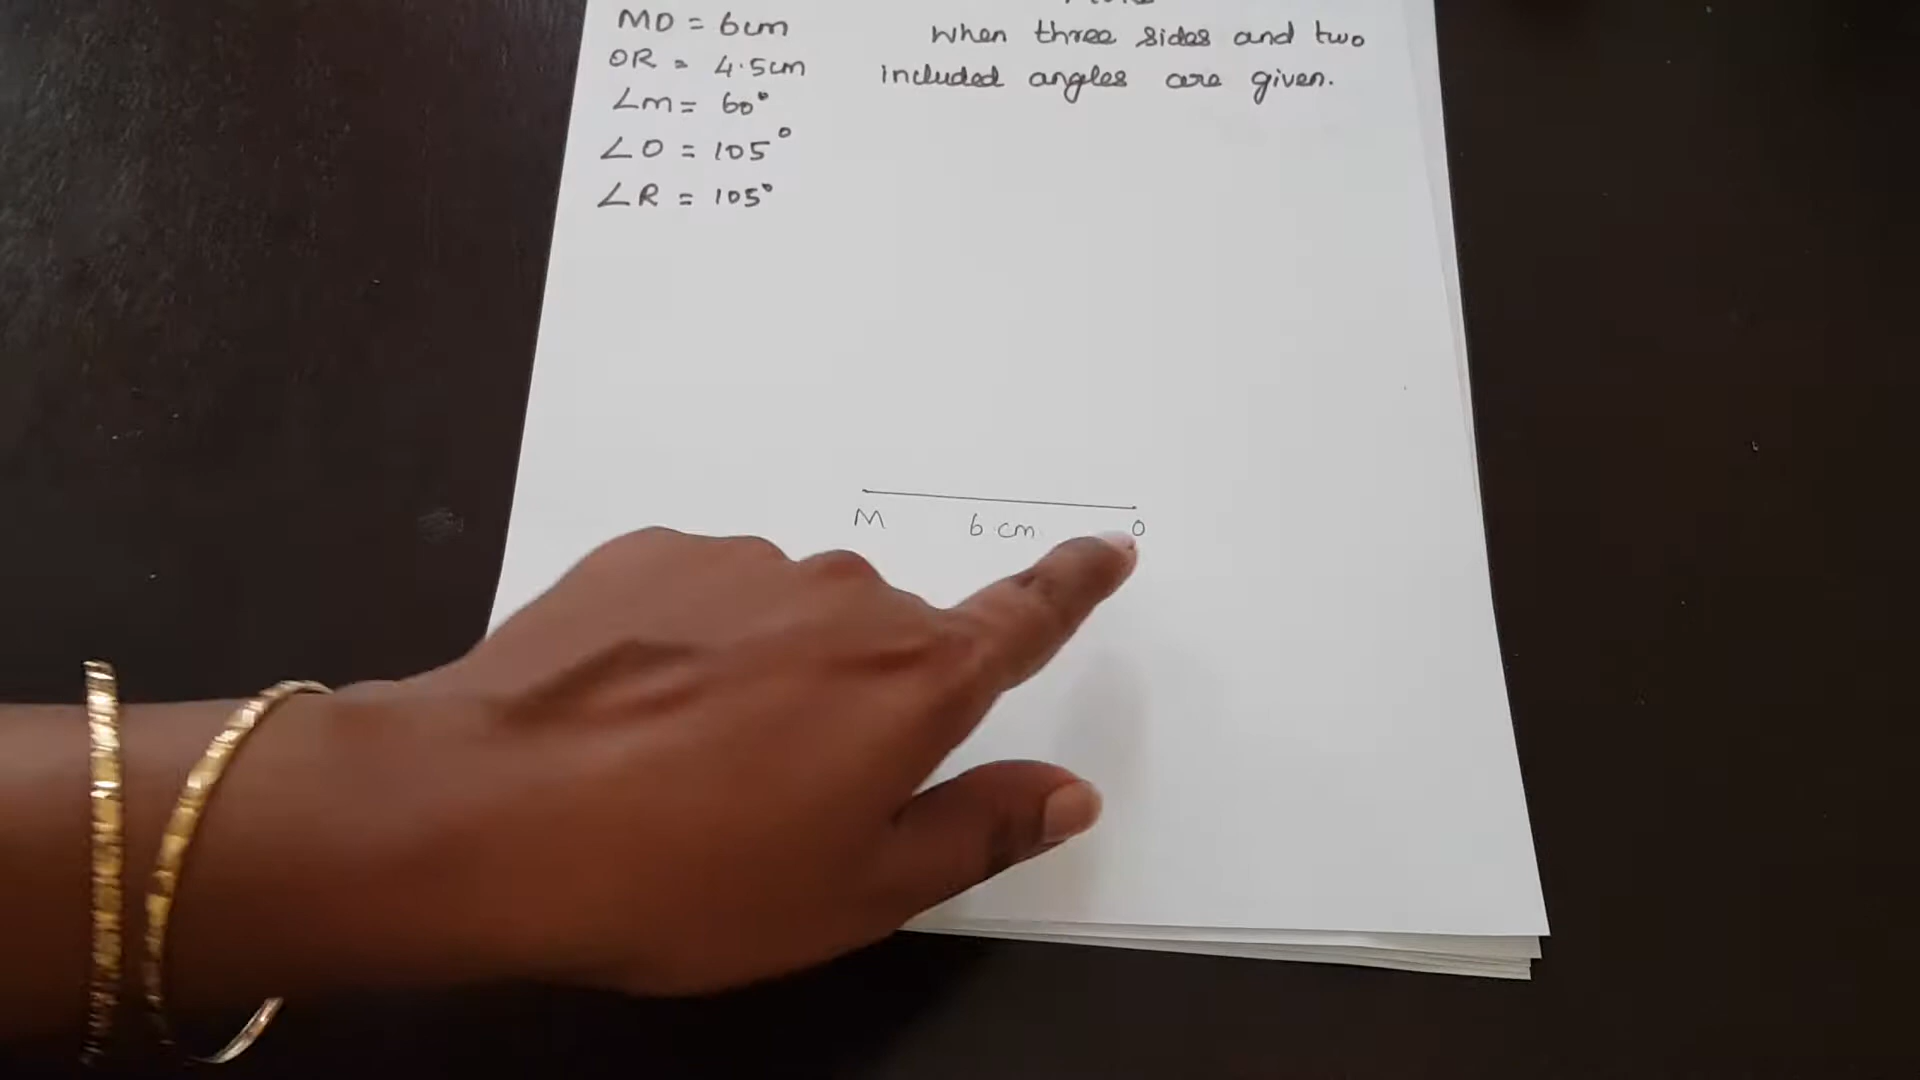 MO = 6cm
OR = 4.5cm
∠m = 60°
∠O = 105°
∠R = 105°
When three sides and two
included angles are given.
M 6 cm O